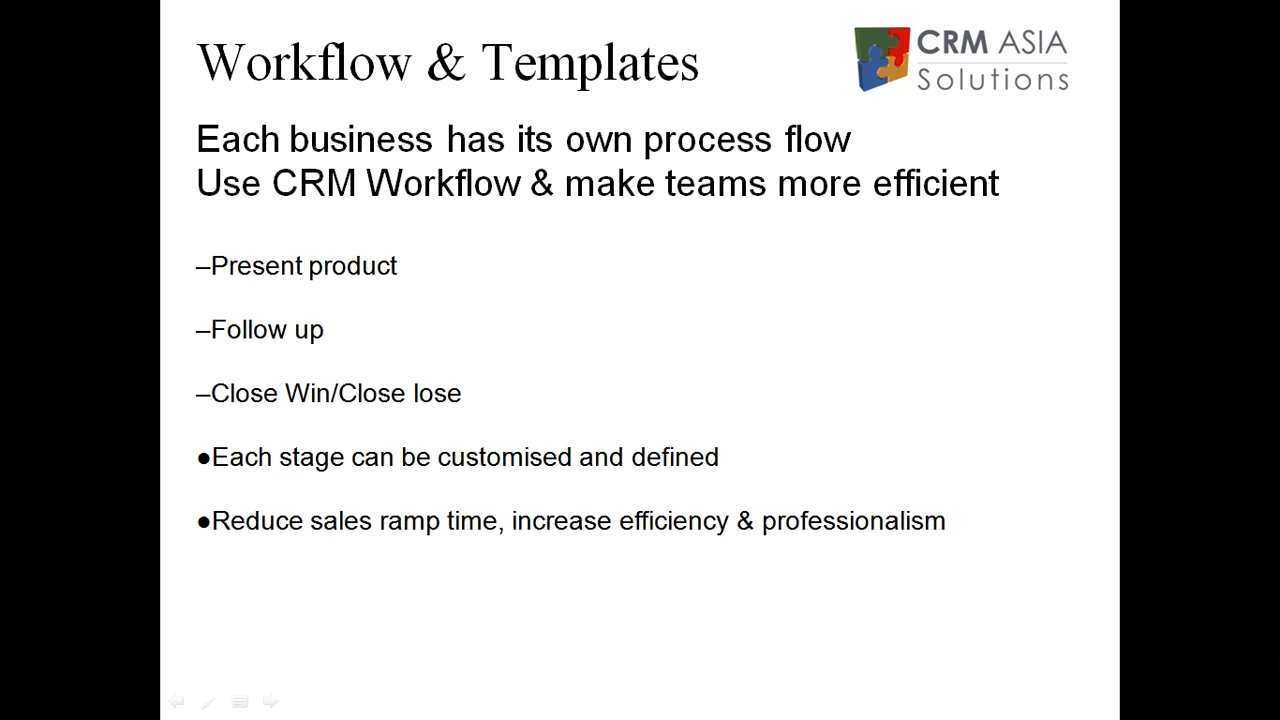 Workflow & Templates
CRM ASIA
Solutions
Each business has its own process flow
Use CRM Workflow & make teams more efficient
–Present product
–Follow up
–Close Win/Close lose
●Each stage can be customised and defined
●Reduce sales ramp time, increase efficiency & professionalism